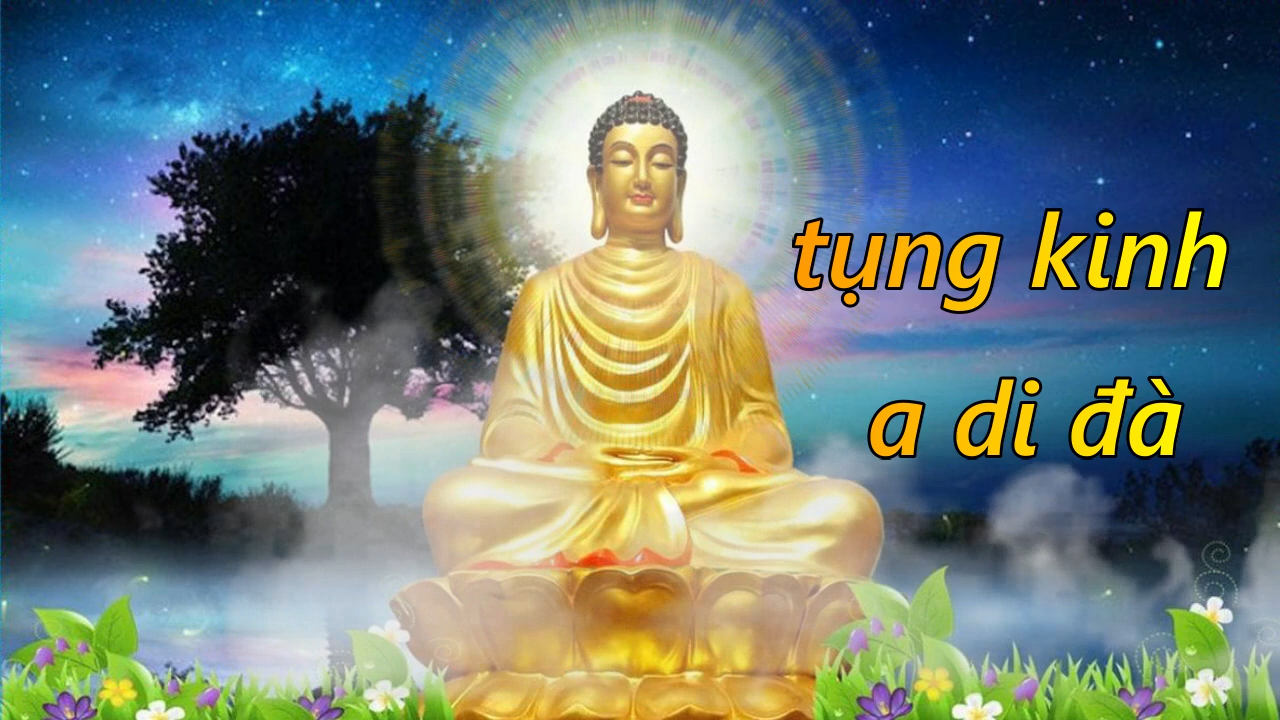 tụng kinh
a di đà